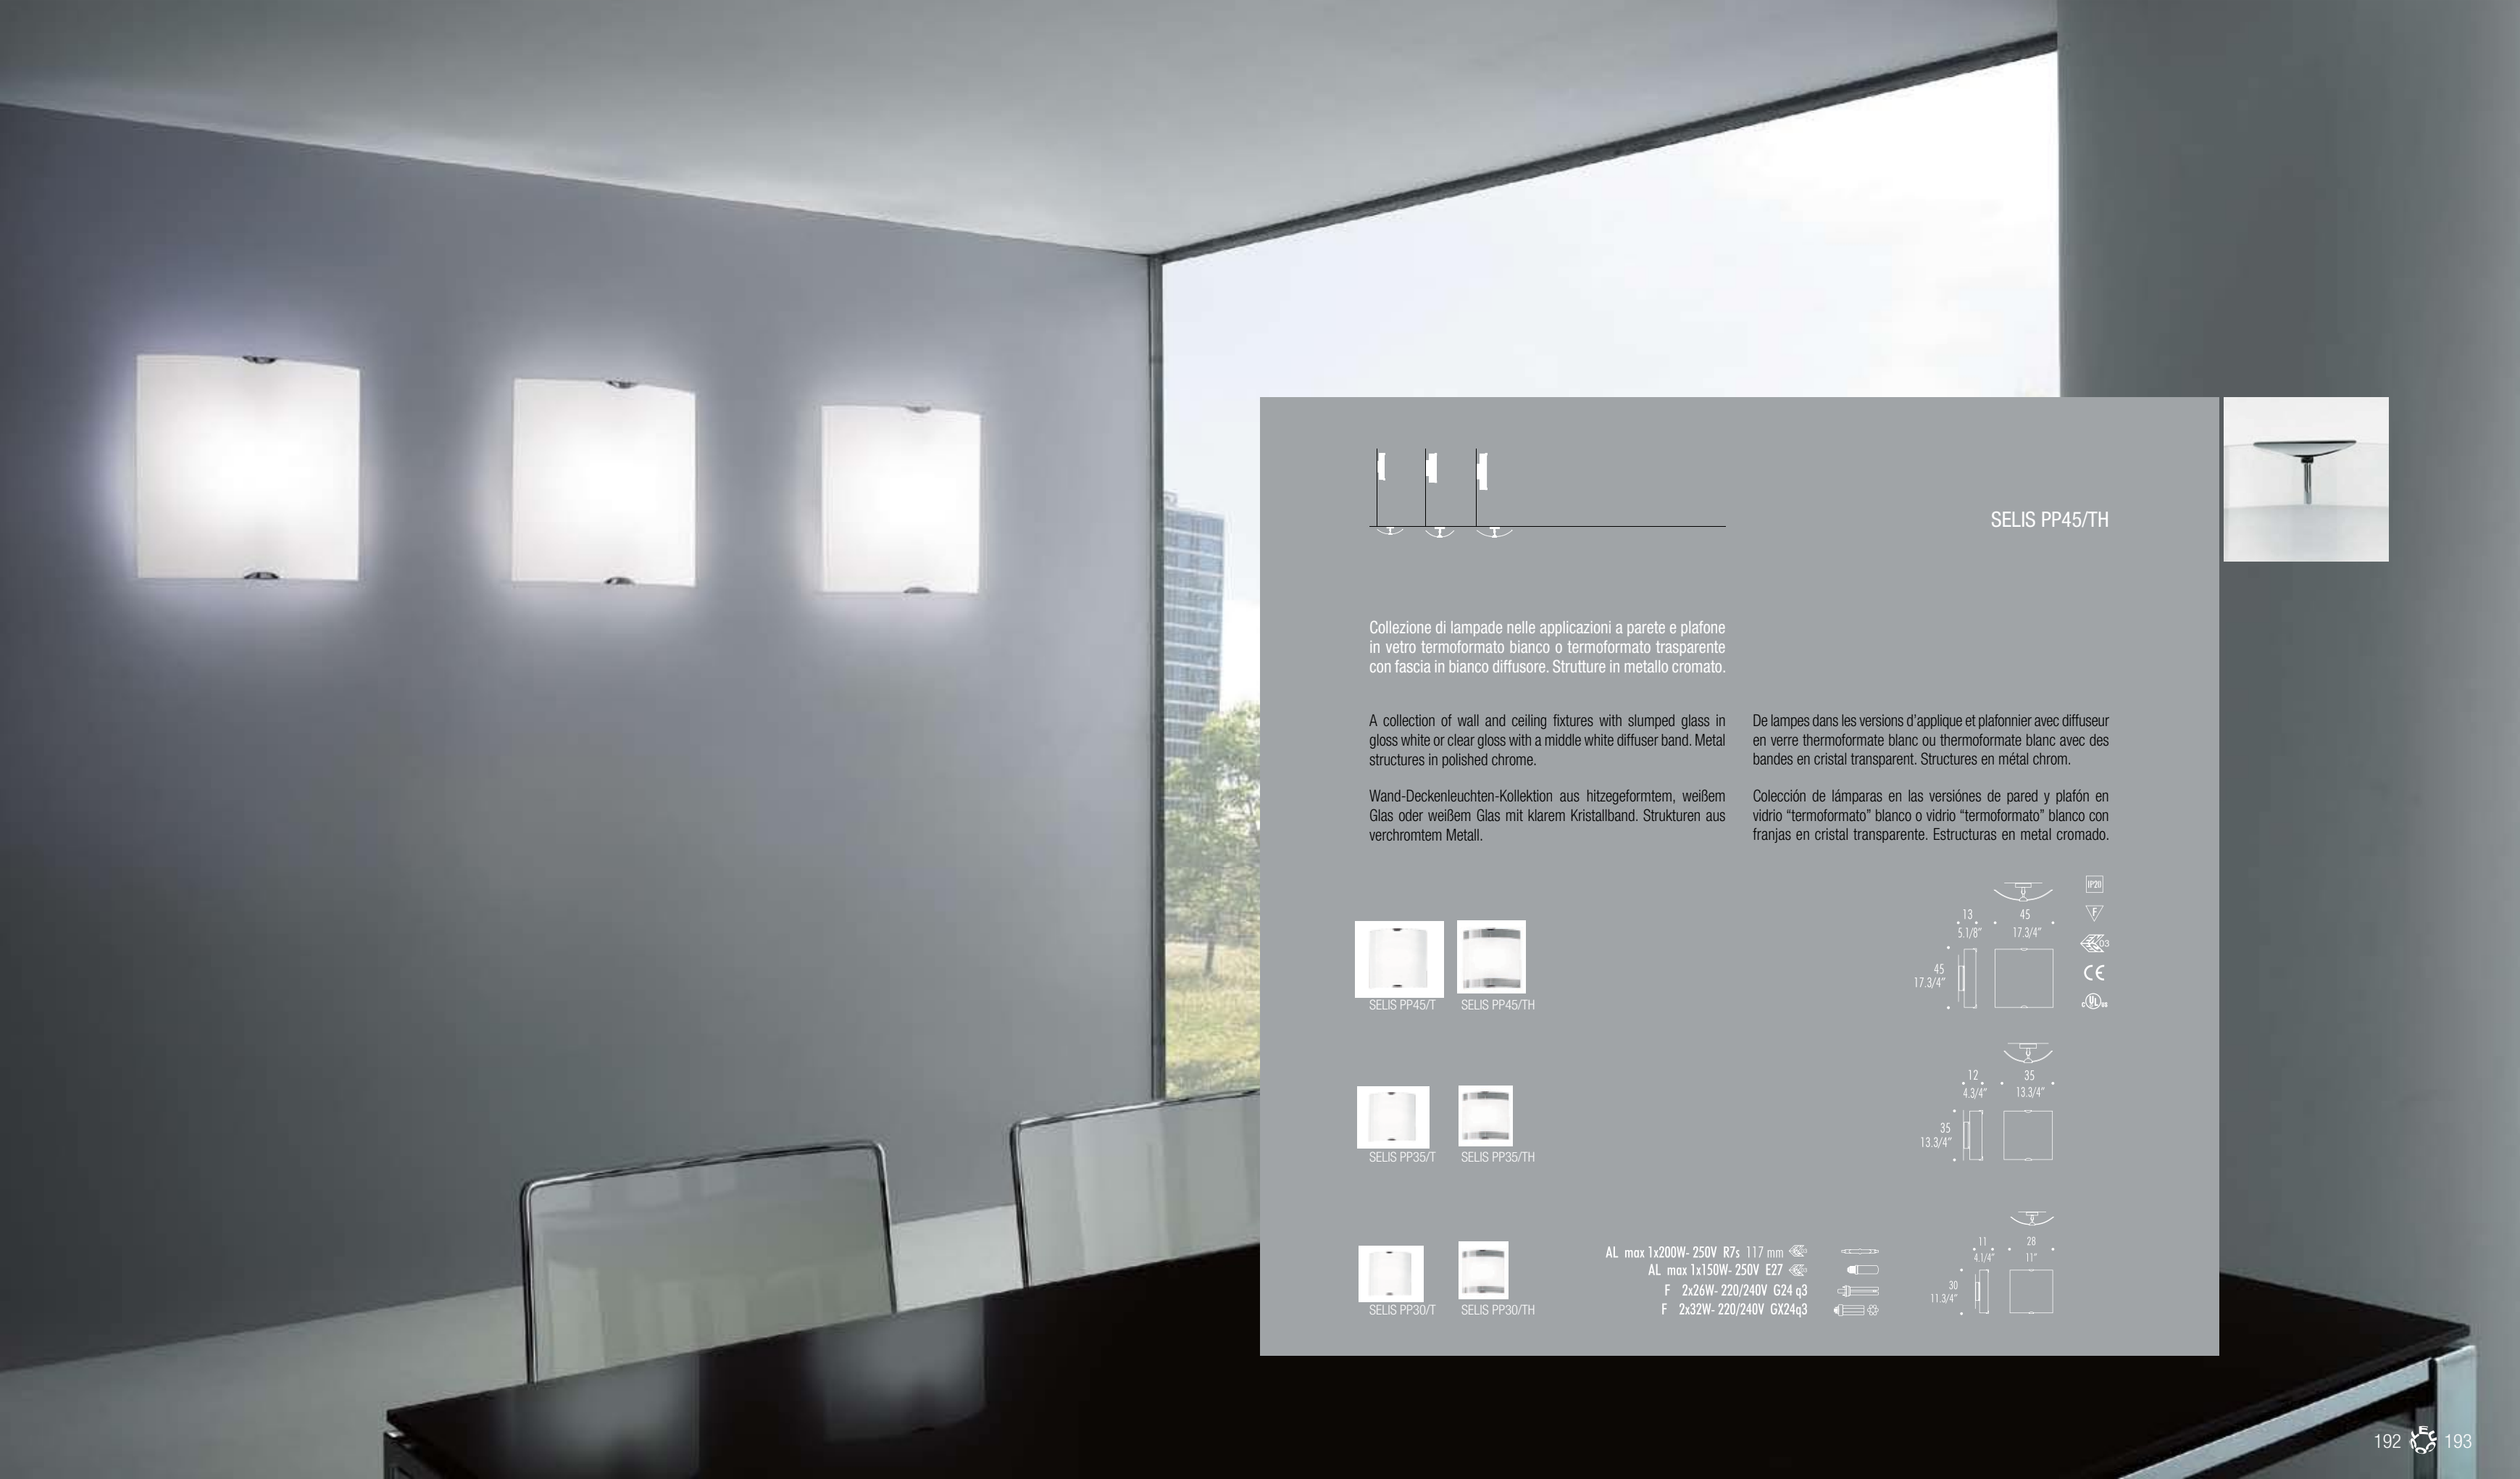 SELIS PP45/TH
Collezione di lampade nelle applicazioni a parete e plafone
in vetro termoformato bianco o termoformato trasparente
con fascia in bianco diffusore. Strutture in metallo cromato.
A collection of wall and ceiling fixtures with slumped glass in
gloss white or clear gloss with a middle white diffuser band. Metal
structures in polished chrome.
Wand-Deckenleuchten-Kollektion aus hitzegeformtem, weißem
Glas oder weißem Glas mit klarem Kristallband. Strukturen aus
verchromtem Metall.
De lampes dans les versions d’applique et plafonnier avec diffuseur
en verre thermoformate blanc ou thermoformate blanc avec des
bandes en cristal transparent. Structures en métal chrom.
Colección de lámparas en las versiónes de pared y plafón en
vidrio “termoformato” blanco o vidrio “termoformato” blanco con
franjas en cristal transparente. Estructuras en metal cromado.
SELIS PP45/T SELIS PP45/TH
13 45
5.1/8” 17.3/4”
45
17.3/4”
IP20
F
03
CE
c UL us
SELIS PP35/T SELIS PP35/TH
12 35
4.3/4” 13.3/4”
35
13.3/4”
SELIS PP30/T SELIS PP30/TH
AL max 1x200W- 250V R7s 117 mm
AL max 1x150W- 250V E27
F 2x26W- 220/240V G24 q3
F 2x32W- 220/240V GX24q3
11 28
4.1/4” 11”
30
11.3/4”
192 193